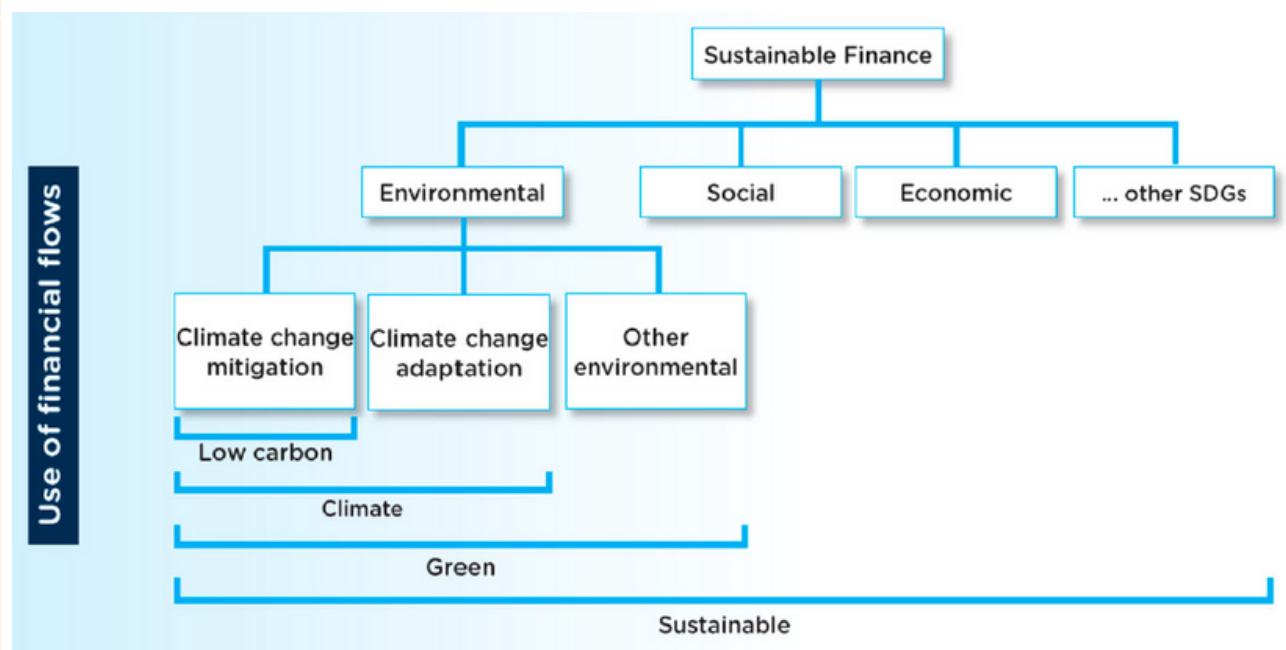 Sustainable Finance
Use of financial flows
Environmental
Social
Economic
... other SDGs
Climate change
mitigation
Climate change
adaptation
Other
environmental
Low carbon
Climate
Green
Sustainable